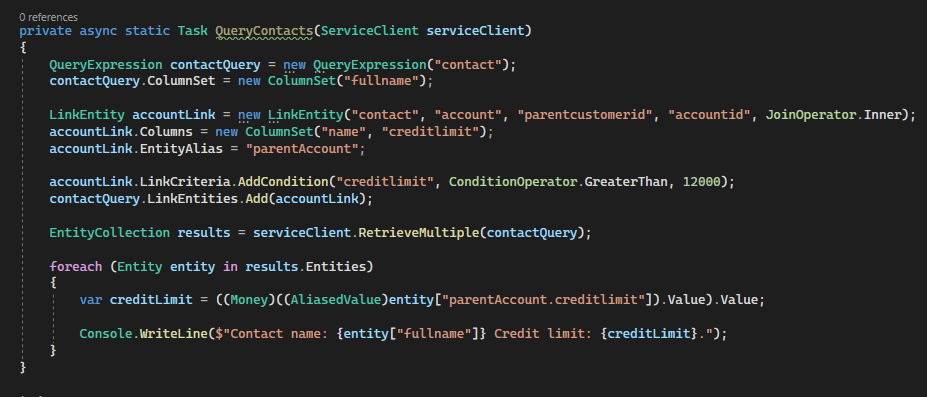 0 references
private async static Task QueryContacts(ServiceClient serviceClient)
{
    QueryExpression contactQuery = new QueryExpression("contact");
    contactQuery.ColumnSet = new ColumnSet("fullname");

    LinkEntity accountLink = new LinkEntity("contact", "account", "parentcustomerid", "accountid", JoinOperator.Inner);
    accountLink.Columns = new ColumnSet("name", "creditlimit");
    accountLink.EntityAlias = "parentAccount";

    accountLink.LinkCriteria.AddCondition("creditlimit", ConditionOperator.GreaterThan, 12000);
    contactQuery.LinkEntities.Add(accountLink);

    EntityCollection results = serviceClient.RetrieveMultiple(contactQuery);

    foreach (Entity entity in results.Entities)
    {
        var creditLimit = ((Money)((AliasedValue)entity["parentAccount.creditlimit"]).Value).Value;

        Console.WriteLine($"Contact name: {entity["fullname"]} Credit limit: {creditLimit}.");
    }
}